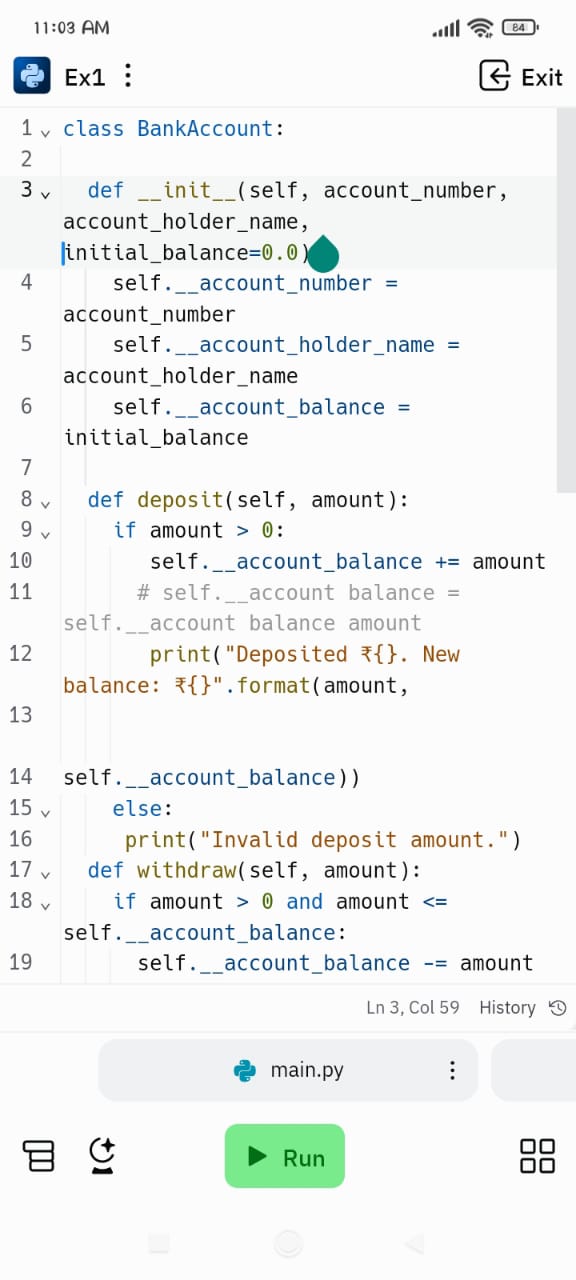 11:03 AM
84
Ex1
Exit
1 class BankAccount:
2
3 def __init__(self, account_number,
account_holder_name,
initial_balance=0.0)
4 self.__account_number =
account_number
5 self.__account_holder_name =
account_holder_name
6 self.__account_balance =
initial_balance
7
8 def deposit(self, amount):
9 if amount > 0:
10 self.__account_balance += amount
11 # self.__account balance =
self.__account balance amount
12 print("Deposited ₹{}. New
balance: ₹{}".format(amount,
13
14 self.__account_balance))
15 else:
16 print("Invalid deposit amount.")
17 def withdraw(self, amount):
18 if amount > 0 and amount <=
self.__account_balance:
19 self.__account_balance -= amount
Ln 3, Col 59 History
main.py
Run